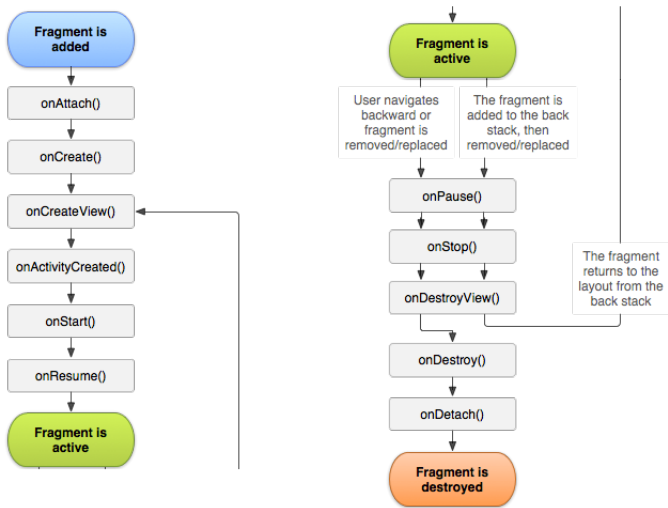 Fragment is
added
onAttach()
onCreate()
onCreateView()
onActivityCreated()
onStart()
onResume()
Fragment is
active
Fragment is
active
User navigates
backward or
fragment is
removed/replaced
The fragment is
added to the back
stack, then
removed/replaced
onPause()
onStop()
onDestroyView()
The fragment
returns to the
layout from the
back stack
onDestroy()
onDetach()
Fragment is
destroyed